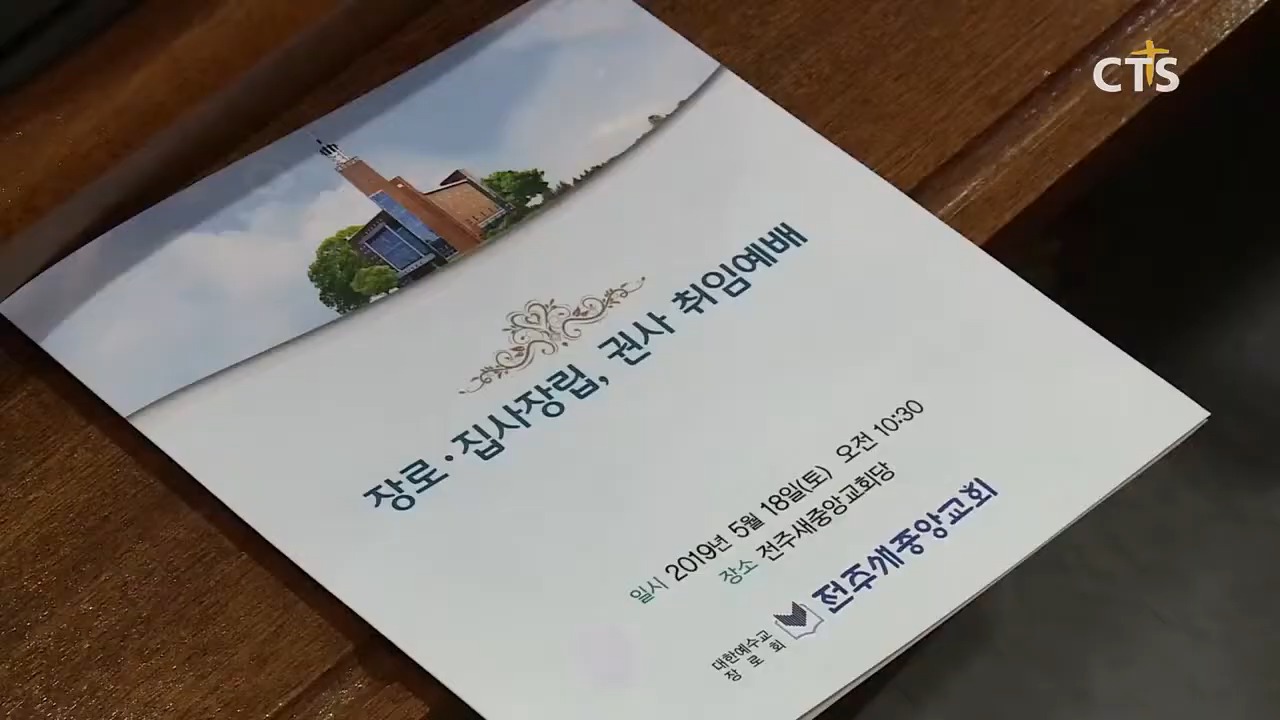 CTS
장로·집사장립, 권사 취임예배
일시 2019년 5월 18일(토) 오전 10:30
장소 전주새중앙교회당
대한예수교
장로회
전주새중앙교회